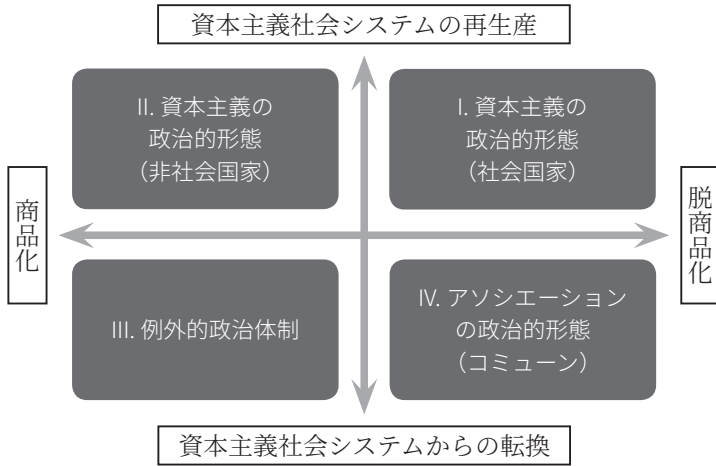 資本主義社会システムの再生産
II. 資本主義の
政治的形態
（非社会国家）
I. 資本主義の
政治的形態
（社会国家）
商品化
脱商品化
III. 例外的政治体制
IV. アソシエーション
の政治的形態
（コミューン）
資本主義社会システムからの転換